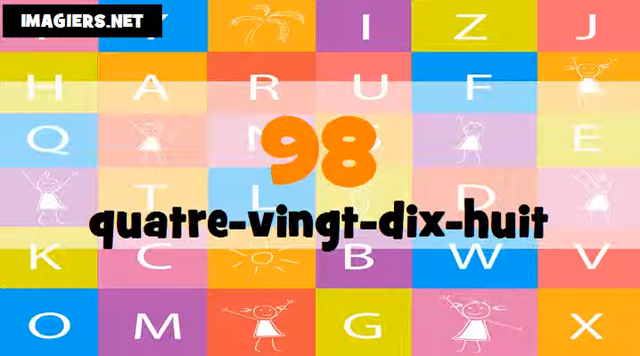 IMAGIERS.NET
I Z J
H A R U F
Q N E
98
T L D
quatre-vingt-dix-huit
K C B W V
O M G X